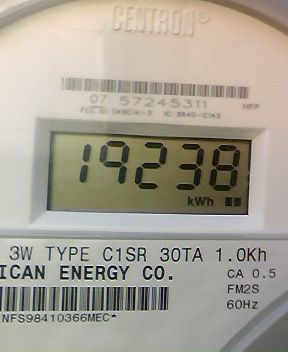 CENTRON®
07 57245311 HPP
19238
kWh
3W TYPE C1SR 30TA 1.0Kh
ICAN ENERGY CO. CA 0.5
FM2S
60Hz
NFS98410366MEC*